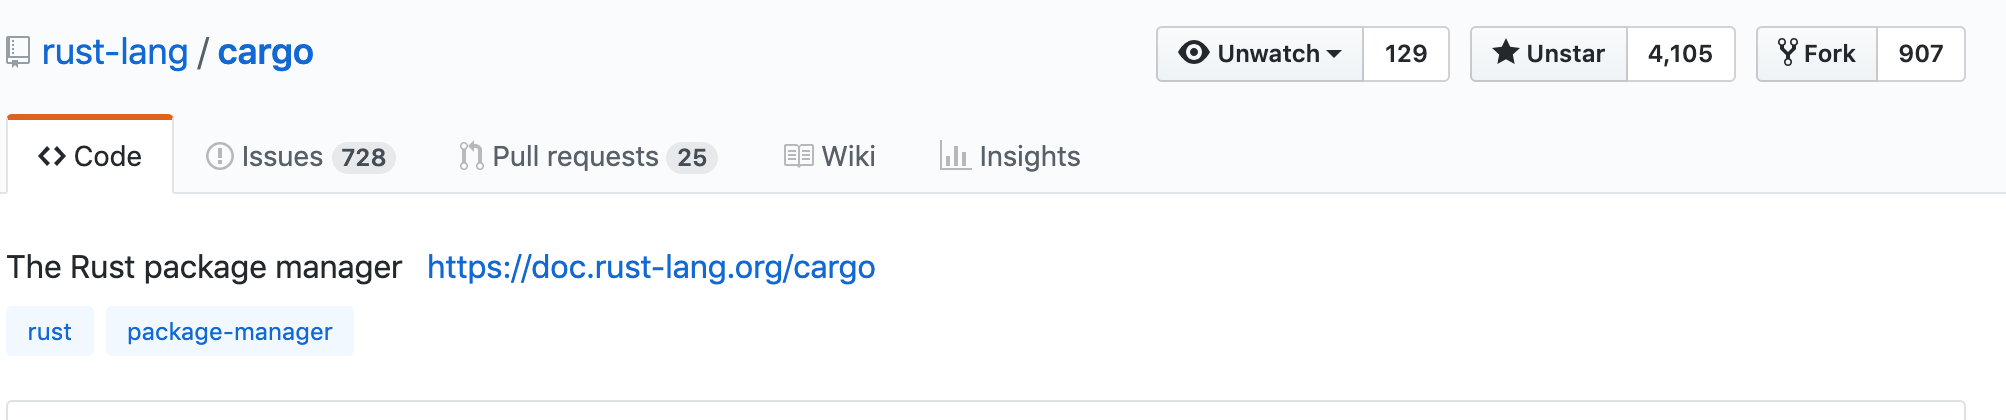 rust-lang / cargo
Unwatch 129
Unstar 4,105
Fork 907
Code
Issues 728
Pull requests 25
Wiki
Insights
The Rust package manager https://doc.rust-lang.org/cargo
rust package-manager